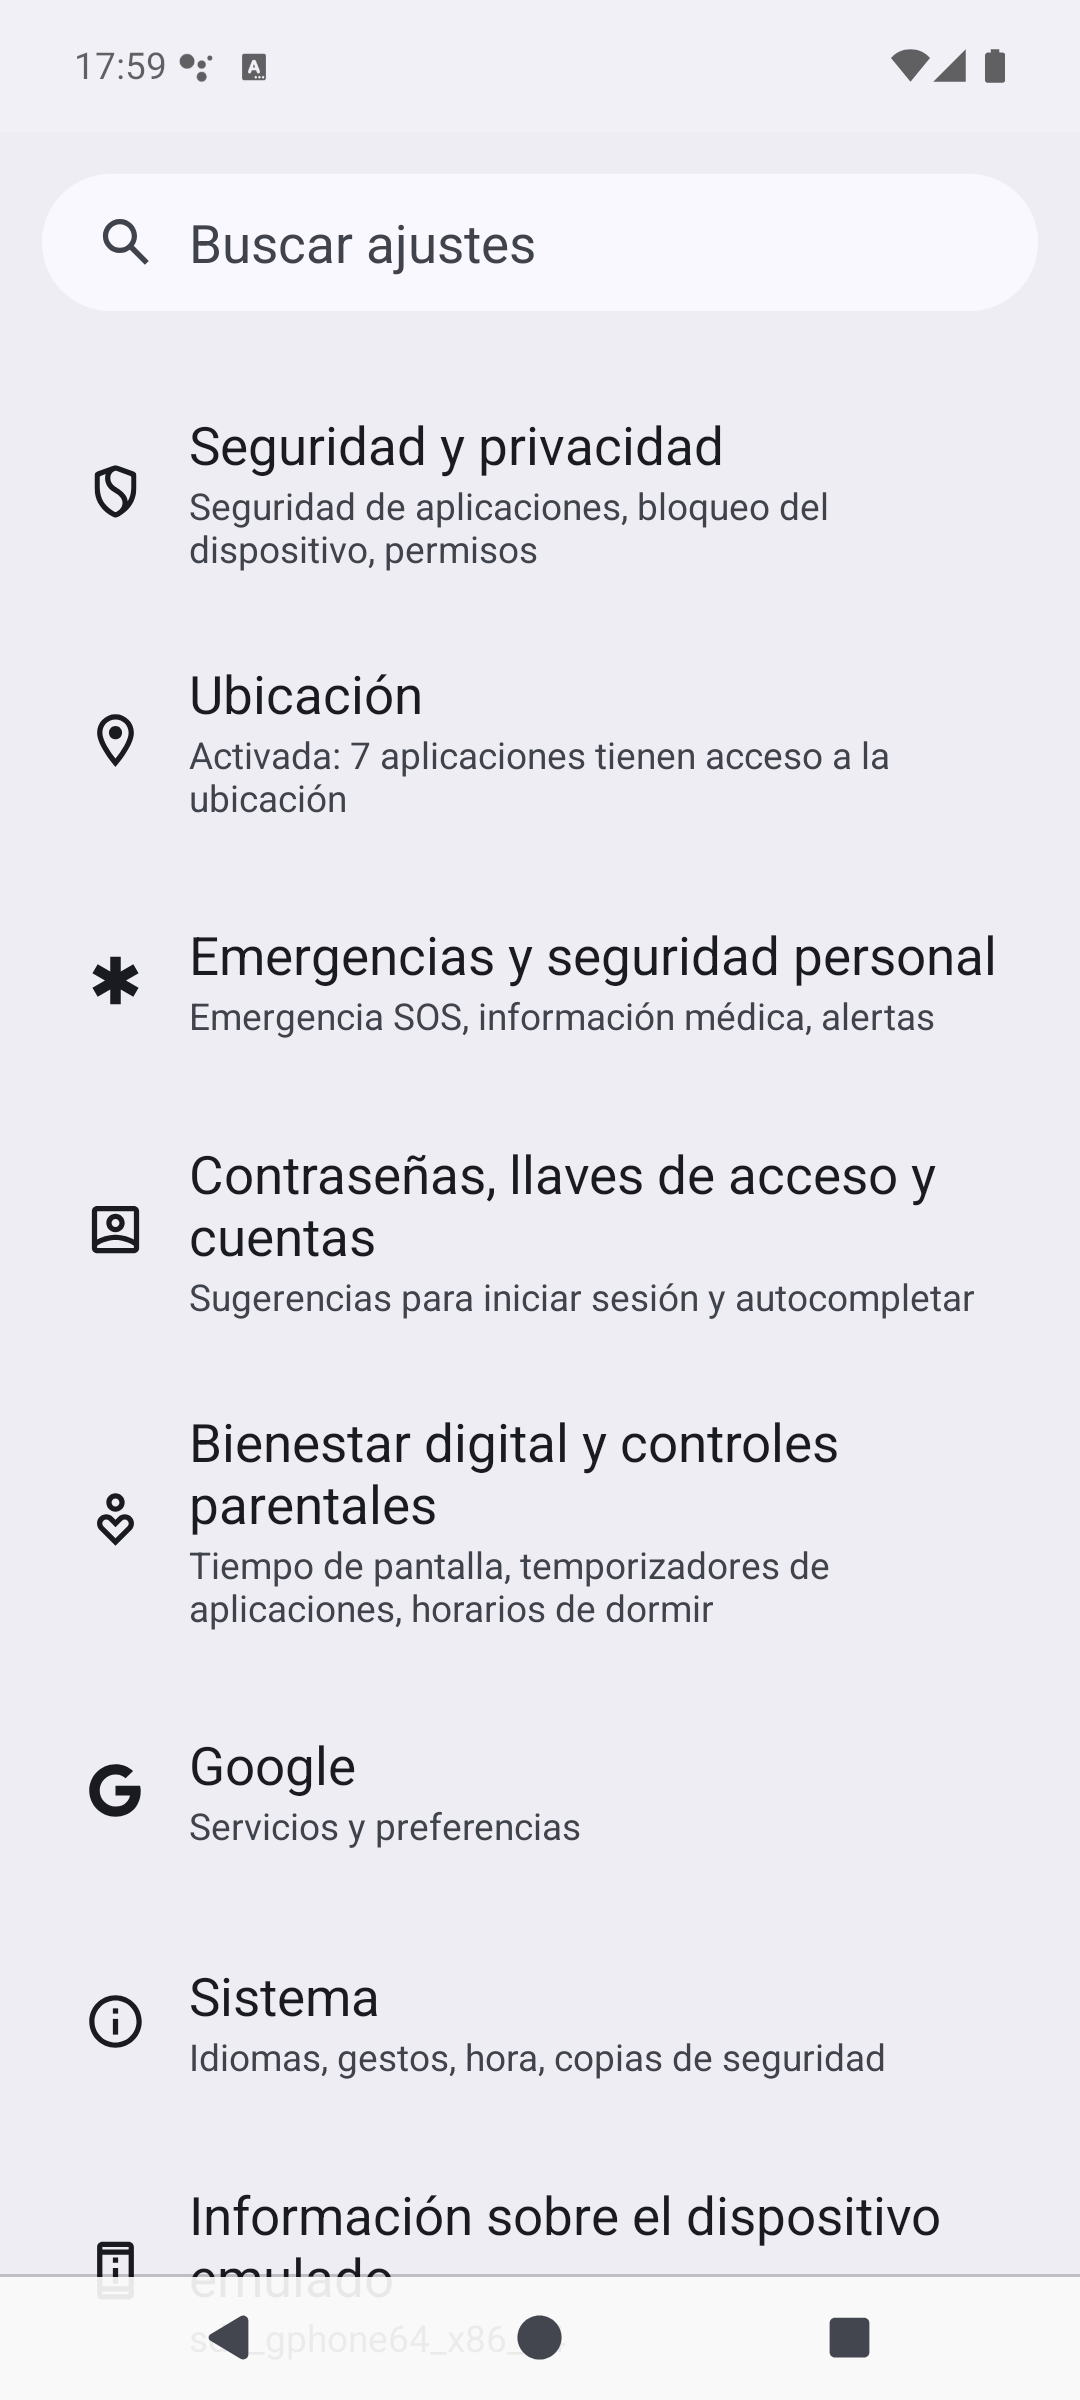 17:59
Buscar ajustes
Seguridad y privacidad
Seguridad de aplicaciones, bloqueo del
dispositivo, permisos
Ubicación
Activada: 7 aplicaciones tienen acceso a la
ubicación
Emergencias y seguridad personal
Emergencia SOS, información médica, alertas
Contraseñas, llaves de acceso y
cuentas
Sugerencias para iniciar sesión y autocompletar
Bienestar digital y controles
parentales
Tiempo de pantalla, temporizadores de
aplicaciones, horarios de dormir
Google
Servicios y preferencias
Sistema
Idiomas, gestos, hora, copias de seguridad
Información sobre el dispositivo
emulado